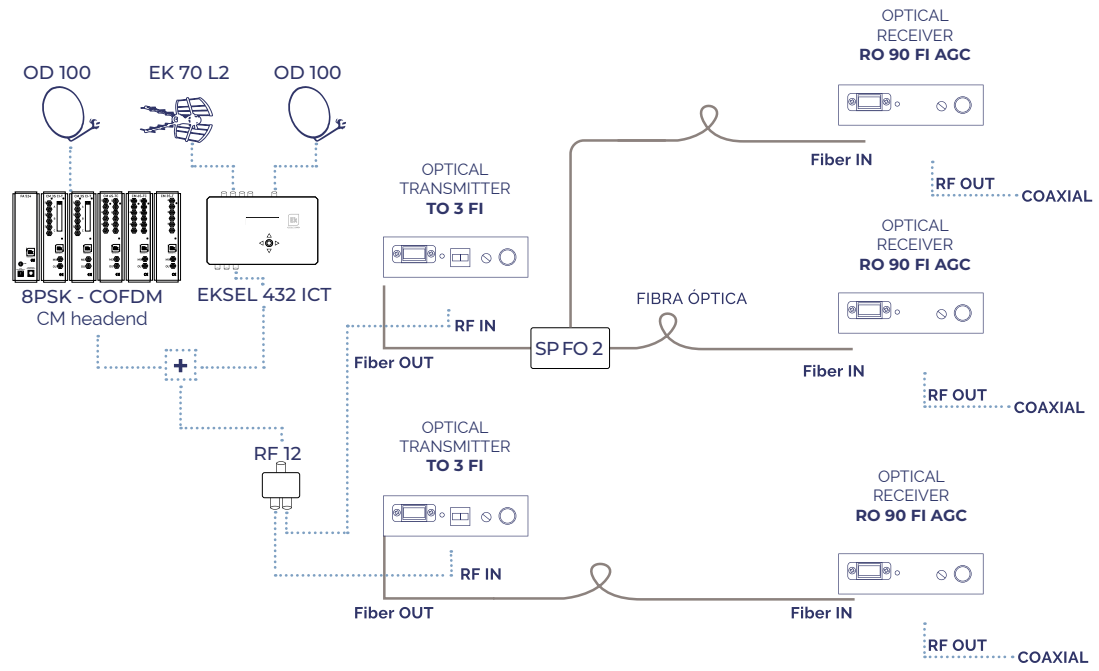 OD 100
EK 70 L2
OD 100
8PSK - COFDM
CM headend
EKSEL 432 ICT
+
RF 12
OPTICAL
TRANSMITTER
TO 3 FI
RF IN
Fiber OUT
SP FO 2
FIBRA ÓPTICA
OPTICAL
RECEIVER
RO 90 FI AGC
Fiber IN
RF OUT
COAXIAL
OPTICAL
RECEIVER
RO 90 FI AGC
Fiber IN
RF OUT
COAXIAL
OPTICAL
TRANSMITTER
TO 3 FI
RF IN
Fiber OUT
OPTICAL
RECEIVER
RO 90 FI AGC
Fiber IN
RF OUT
COAXIAL